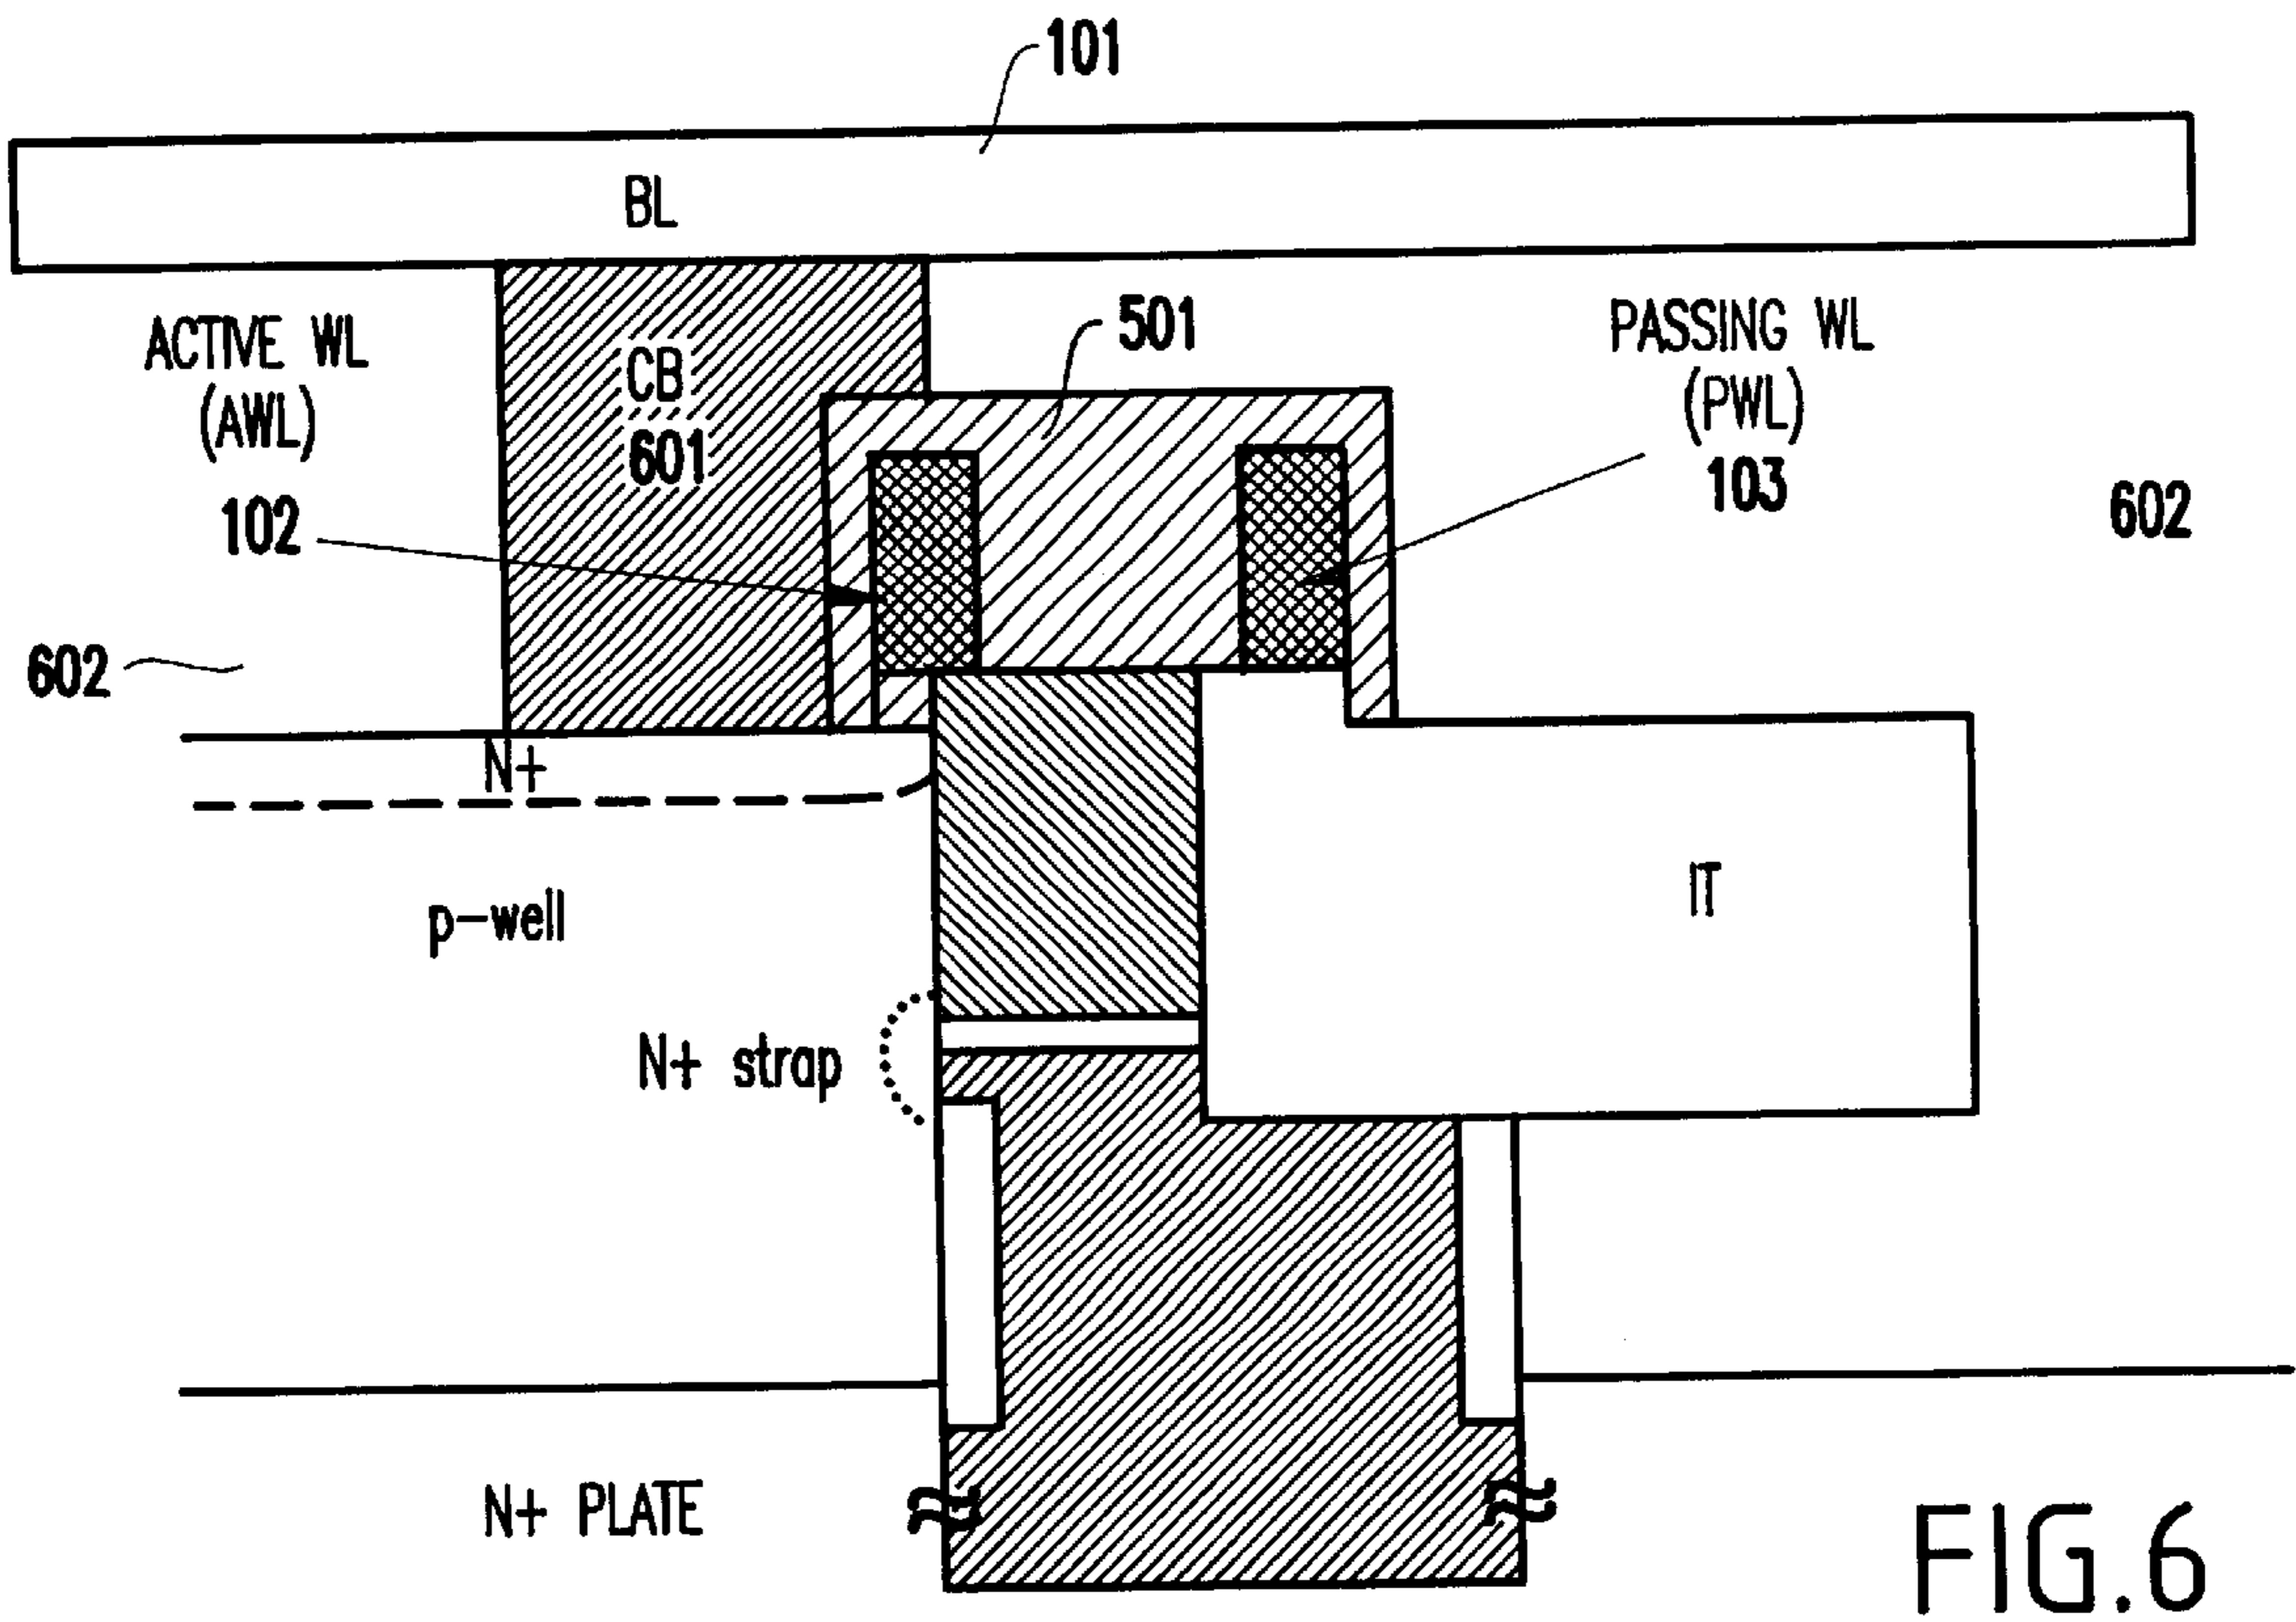 101
BL
501
ACTIVE WL
(AWL)
102
CB
601
PASSING WL
(PWL)
103
602
602
N+
p-well
IT
N+ strap
N+ PLATE
FIG.6